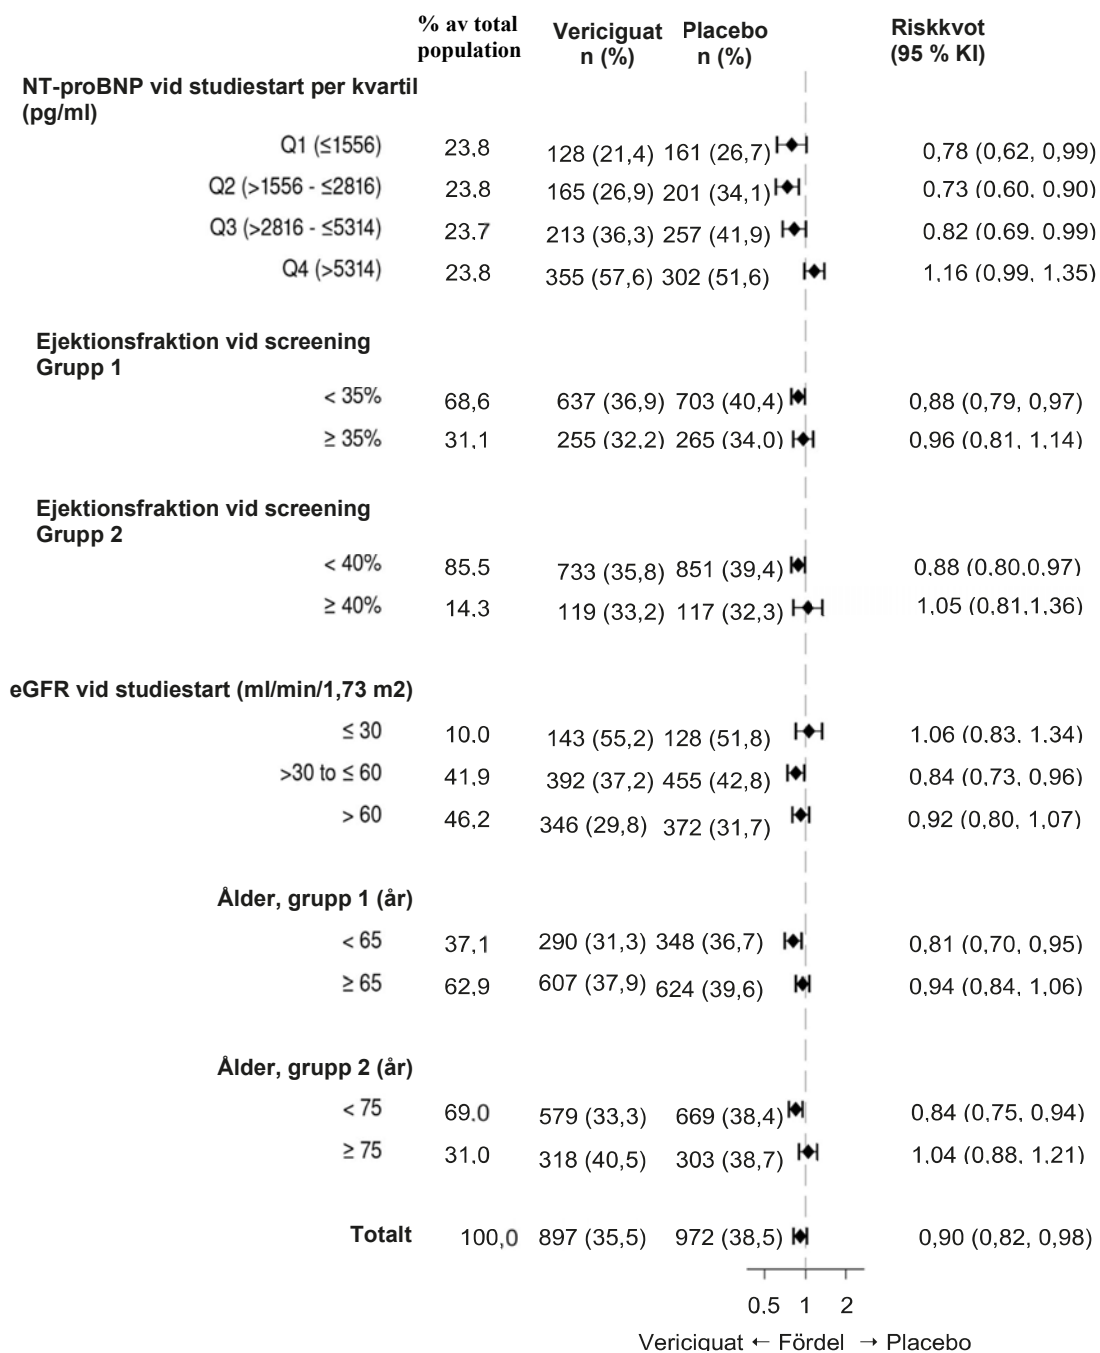 % av total population Vericiguat n (%) Placebo n (%) Riskkvot (95 % KI)
NT-proBNP vid studiestart per kvartil
(pg/ml)
Q1 (≤1556) 23,8 128 (21,4) 161 (26,7) 0,78 (0,62, 0,99)
Q2 (>1556 - ≤2816) 23,8 165 (26,9) 201 (34,1) 0,73 (0,60, 0,90)
Q3 (>2816 - ≤5314) 23,7 213 (36,3) 257 (41,9) 0,82 (0,69, 0,99)
Q4 (>5314) 23,8 355 (57,6) 302 (51,6) 1,16 (0,99, 1,35)
Ejektionsfraktion vid screening
Grupp 1
< 35% 68,6 637 (36,9) 703 (40,4) 0,88 (0,79, 0,97)
≥ 35% 31,1 255 (32,2) 265 (34,0) 0,96 (0,81, 1,14)
Ejektionsfraktion vid screening
Grupp 2
< 40% 85,5 733 (35,8) 851 (39,4) 0,88 (0,80,0,97)
≥ 40% 14,3 119 (33,2) 117 (32,3) 1,05 (0,81,1,36)
eGFR vid studiestart (ml/min/1,73 m2)
≤ 30 10,0 143 (55,2) 128 (51,8) 1,06 (0,83, 1,34)
>30 to ≤ 60 41,9 392 (37,2) 455 (42,8) 0,84 (0,73, 0,96)
> 60 46,2 346 (29,8) 372 (31,7) 0,92 (0,80, 1,07)
Ålder, grupp 1 (år)
< 65 37,1 290 (31,3) 348 (36,7) 0,81 (0,70, 0,95)
≥ 65 62,9 607 (37,9) 624 (39,6) 0,94 (0,84, 1,06)
Ålder, grupp 2 (år)
< 75 69,0 579 (33,3) 669 (38,4) 0,84 (0,75, 0,94)
≥ 75 31,0 318 (40,5) 303 (38,7) 1,04 (0,88, 1,21)
Totalt 100,0 897 (35,5) 972 (38,5) 0,90 (0,82, 0,98)
0,5 1 2
Vericiguat ← Fördel → Placebo